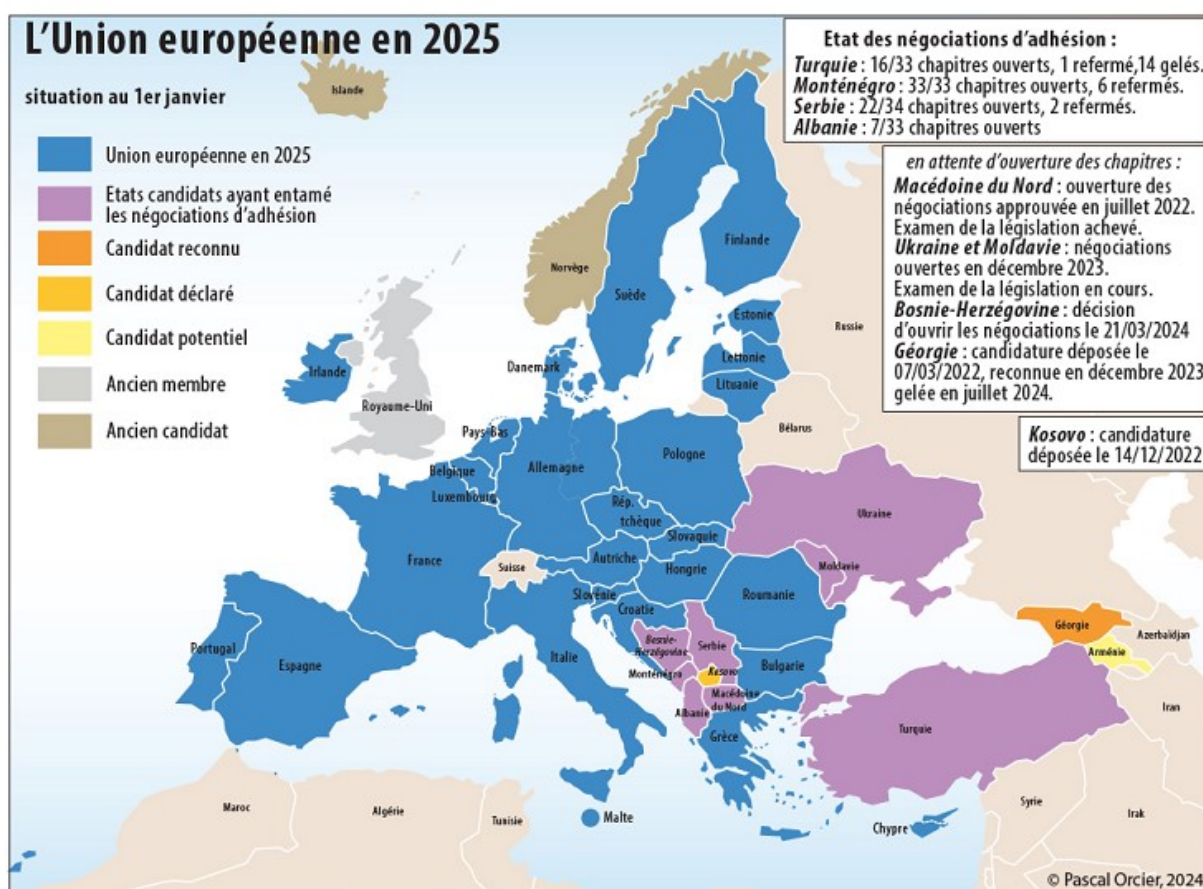 L'Union européenne en 2025
situation au 1er janvier
Union européenne en 2025
Etats candidats ayant entamé
les négociations d'adhésion
Candidat reconnu
Candidat déclaré
Candidat potentiel
Ancien membre
Ancien candidat
Etat des négociations d'adhésion :
Turquie : 16/33 chapitres ouverts, 1 refermé,14 gelés.
Monténégro : 33/33 chapitres ouverts, 6 refermés.
Serbie : 22/34 chapitres ouverts, 2 refermés.
Albanie : 7/33 chapitres ouverts
en attente d'ouverture des chapitres :
Macédoine du Nord : ouverture des
négociations approuvée en juillet 2022.
Examen de la législation achevé.
Ukraine et Moldavie : négociations
ouvertes en décembre 2023.
Examen de la législation en cours.
Bosnie-Herzégovine : décision
d'ouvrir les négociations le 21/03/2024
Géorgie : candidature déposée le
07/03/2022, reconnue en décembre 2023
gelée en juillet 2024.
Kosovo : candidature
déposée le 14/12/2022
Islande
Norvège
Suède
Finlande
Russie
Estonie
Lettonie
Lituanie
Danemark
Irlande
Royaume-Uni
Pays-Bas
Bélarus
Belgique
Allemagne
Pologne
Luxembourg
Rép.
tchèque
Ukraine
Slovaquie
France
Suisse
Autriche
Hongrie
Moldavie
Slovénie
Croatie
Roumanie
Portugal
Espagne
Italie
Bosnie-
Herzégovine
Serbie
Monténégro
Kosovo
Bulgarie
Géorgie
Azerbaïdjan
Arménie
Macédoine
du Nord
Albanie
Grèce
Turquie
Iran
Maroc
Algérie
Tunisie
Malte
Chypre
Syrie
Irak
© Pascal Orcier, 2024